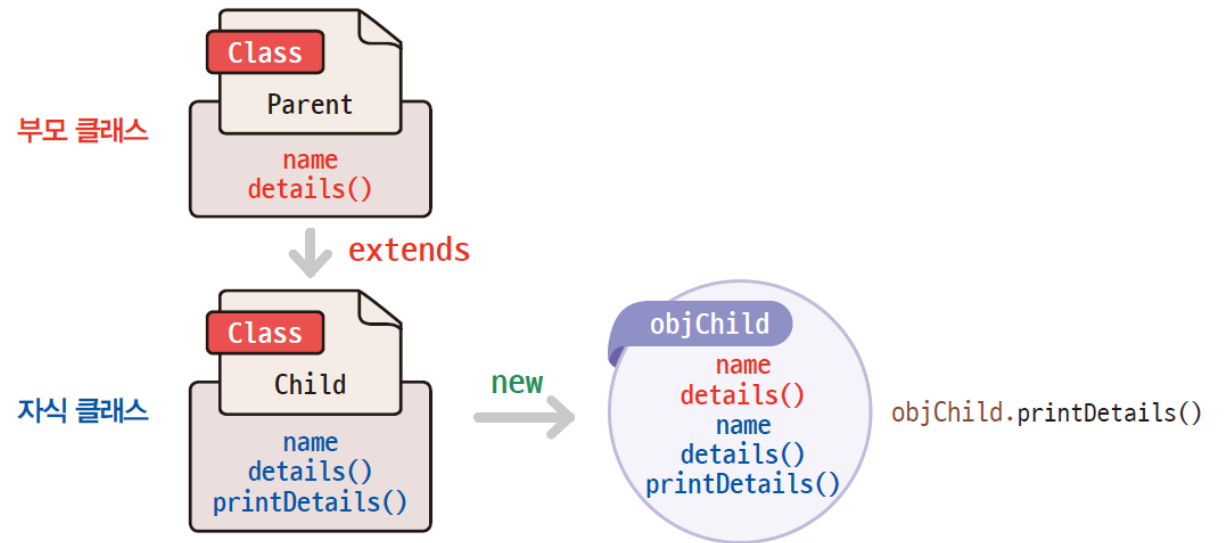 Class
Parent
부모 클래스
name
details()
extends
Class
Child
자식 클래스
name
details()
printDetails()
new
objChild
name
details()
name
details()
printDetails()
objChild.printDetails()